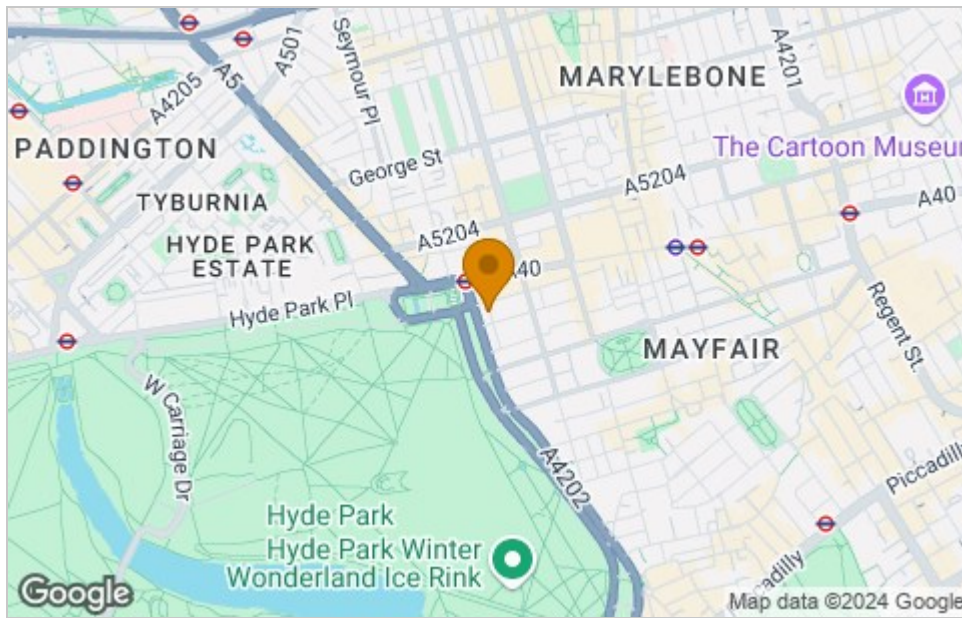 A4205
A5
A501
Seymour Pl
MARYLEBONE
A4201
The Cartoon Museum
PADDINGTON
George St
A5204
A40
TYBURNIA
HYDE PARK
ESTATE
A5204
A40
Hyde Park Pl
Regent St.
MAYFAIR
W Carriage Dr
A4202
Piccadilly
Hyde Park
Hyde Park Winter
Wonderland Ice Rink
Piccadilly
Google
Map data ©2024 Google